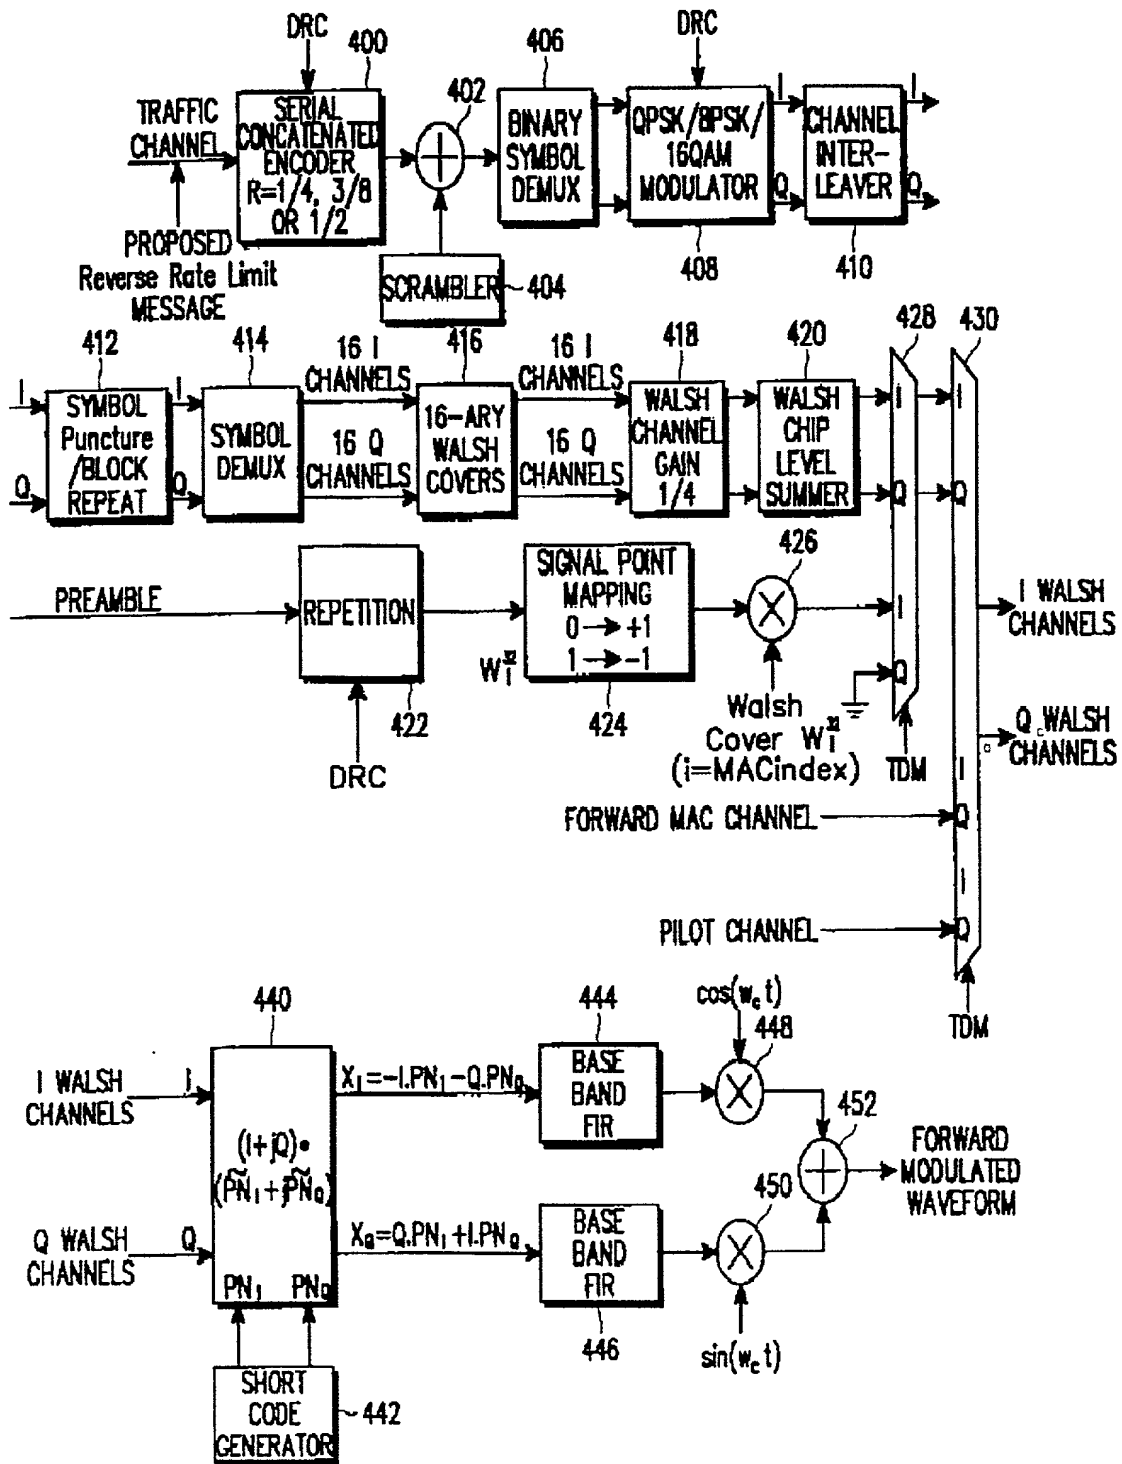 DRC
400
TRAFFIC
CHANNEL
SERIAL
CONCATENATED
ENCODER
R=1/4, 3/8
OR 1/2
PROPOSED
Reverse Rate Limit
MESSAGE
402
SCRAMBLER
404
406
BINARY
SYMBOL
DEMUX
DRC
QPSK/8PSK/
16QAM
MODULATOR
408
I
Q
CHANNEL
INTER-
LEAVER
410
I
Q
I
Q
412
SYMBOL
Puncture
/BLOCK
REPEAT
I
Q
414
SYMBOL
DEMUX
16 I
CHANNELS
16 Q
CHANNELS
416
16-ARY
WALSH
COVERS
16 I
CHANNELS
16 Q
CHANNELS
418
WALSH
CHANNEL
GAIN
1/4
420
WALSH
CHIP
LEVEL
SUMMER
428
I
Q
I
Q
TDM
430
I
Q
I
Q
I
Q
TDM
PREAMBLE
REPETITION
422
DRC
SIGNAL POINT
MAPPING
0→+1
1→-1
W
424
426
Walsh
Cover W
(i=MACindex)
I WALSH
CHANNELS
Q WALSH
CHANNELS
FORWARD MAC CHANNEL
PILOT CHANNEL
I WALSH
CHANNELS
I
Q WALSH
CHANNELS
Q
440
(I+jQ)•
(P̃N_I+jP̃N_Q)
PN_I PN_Q
SHORT
CODE
GENERATOR
442
X_I=-I.PN_I-Q.PN_Q
X_Q=Q.PN_I+I.PN_Q
444
BASE
BAND
FIR
BASE
BAND
FIR
446
cos(w_c t)
448
450
sin(w_c t)
452
FORWARD
MODULATED
WAVEFORM